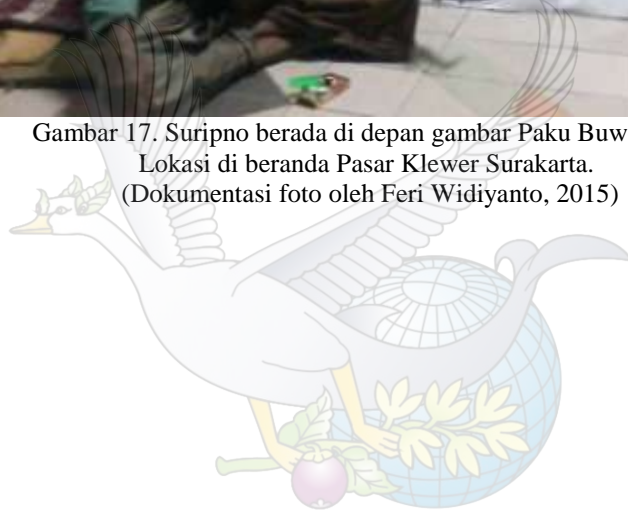 Gambar 17. Suripno berada di depan gambar Paku Buw
Lokasi di beranda Pasar Klewer Surakarta.
(Dokumentasi foto oleh Feri Widiyanto, 2015)